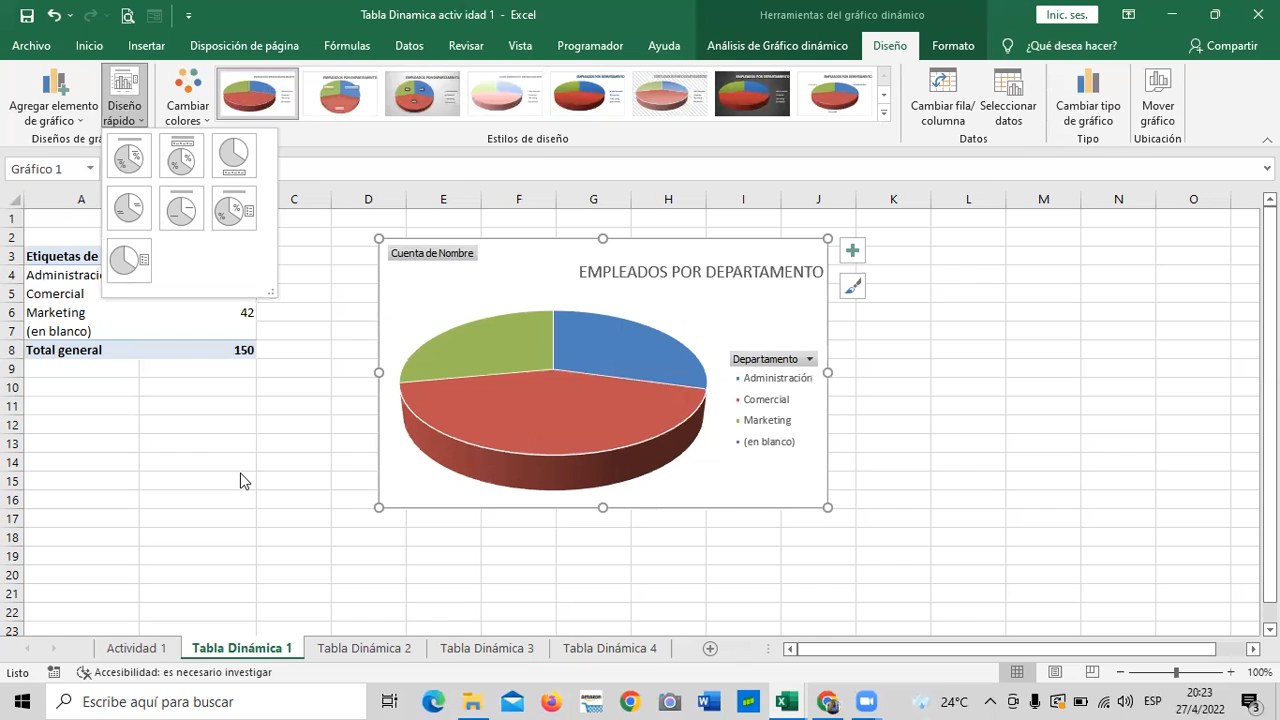 Tabla Dinamica activ idad 1 - Excel
Herramientas del gráfico dinámico
Inic. ses.
Archivo Inicio Insertar Disposición de página Fórmulas Datos Revisar Vista Programador Ayuda Análisis de Gráfico dinámico Diseño Formato ¿Qué desea hacer? Compartir
Agregar elemento de gráfico
Diseño rápido
Cambiar colores
Cambiar fila/ columna
Seleccionar datos
Cambiar tipo de gráfico
Mover gráfico
Diseños de grá
Estilos de diseño
Datos
Tipo
Ubicación
Gráfico 1
A C D E F G H I J K L M N O
1
2
3 Etiquetas de
4 Administració
5 Comercial
6 Marketing 42
7 (en blanco)
8 Total general 150
9
10
11
12
13
14
15
16
17
18
19
20
21
22
23
Cuenta de Nombre
EMPLEADOS POR DEPARTAMENTO
Departamento
Administración
Comercial
Marketing
(en blanco)
Actividad 1 Tabla Dinámica 1 Tabla Dinámica 2 Tabla Dinámica 3 Tabla Dinámica 4
Listo Accesibilidad: es necesario investigar 100%
Escribe aquí para buscar
24°C
ESP
20:23
27/4/2022
3